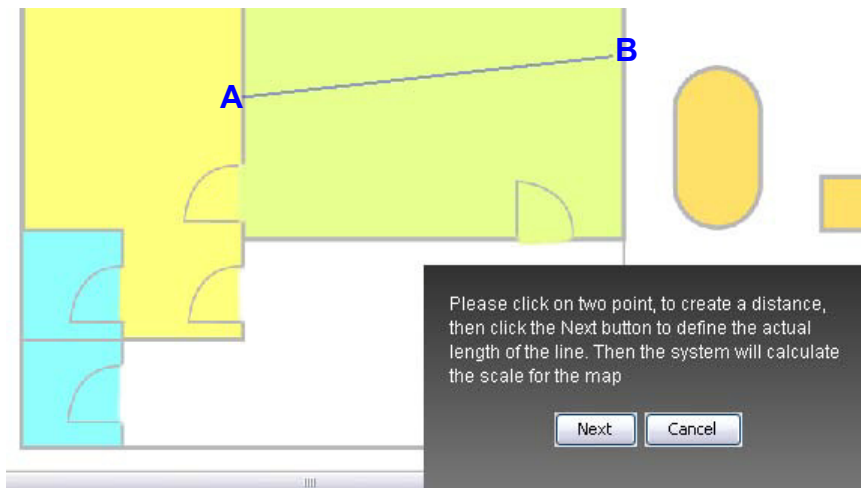 A
B
Please click on two point, to create a distance,
then click the Next button to define the actual
length of the line. Then the system will calculate
the scale for the map
Next Cancel